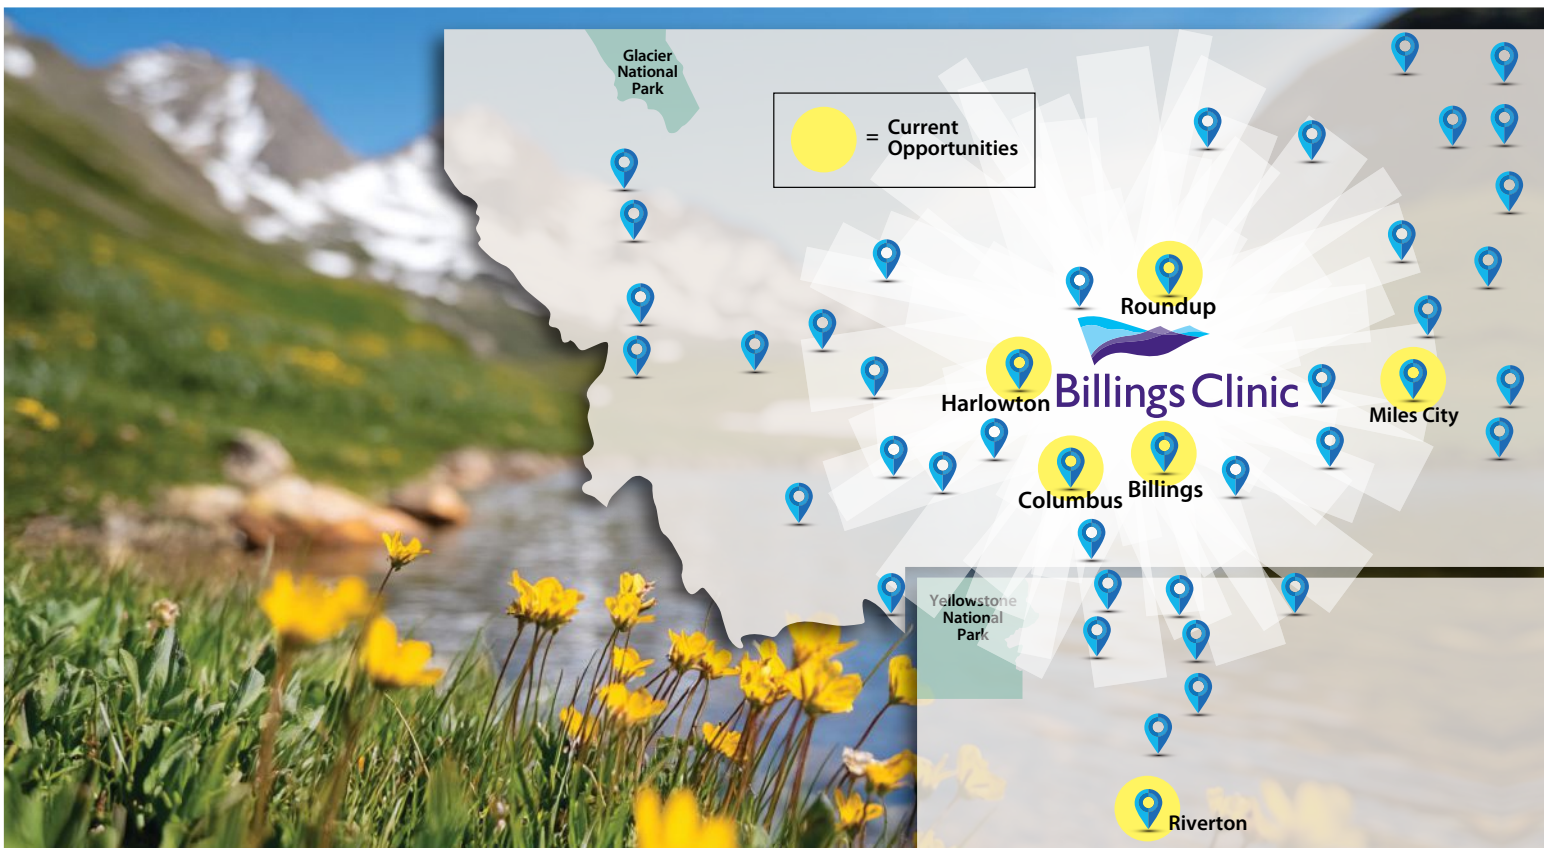 Glacier
National
Park
= Current
Opportunities
Roundup
Harlowton
Billings Clinic
Miles City
Columbus
Billings
Yellowstone
National
Park
Riverton